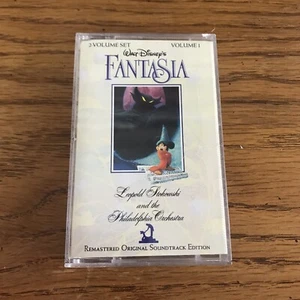 2 VOLUME SET VOLUME 1
WALT DISNEY'S
FANTASIA
Leopold Stokowski
and the
Philadelphia Orchestra
REMASTERED ORIGINAL SOUNDTRACK EDITION